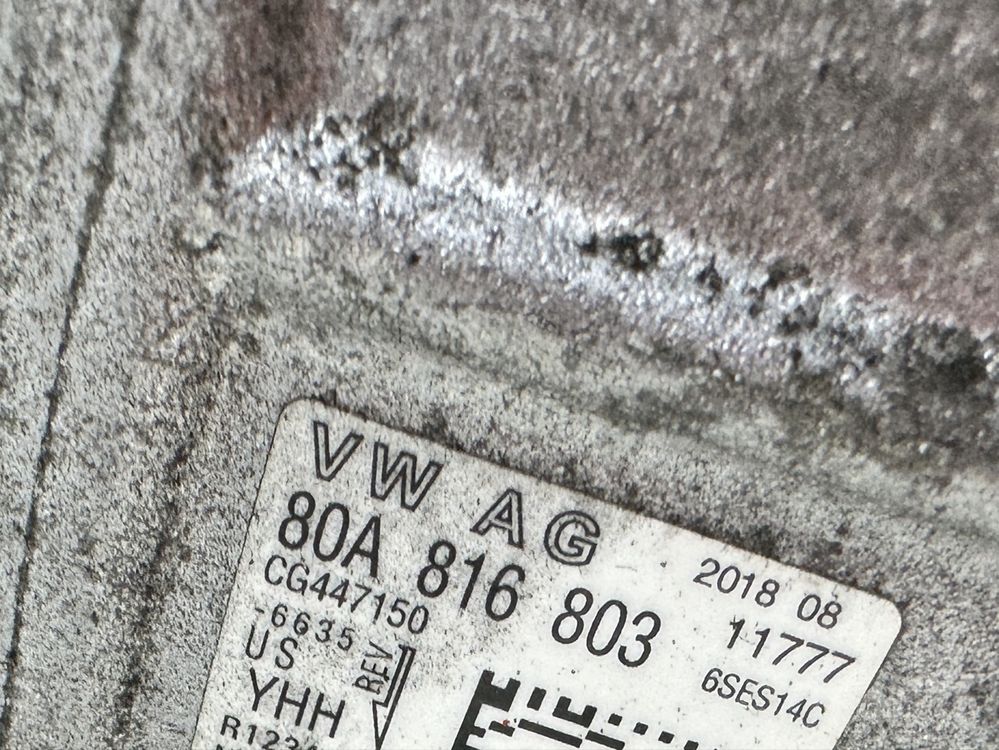 VW AG
80A 816 803
2018 08
CG447150
11777
-6635
REV
6SES14C
US
YHH